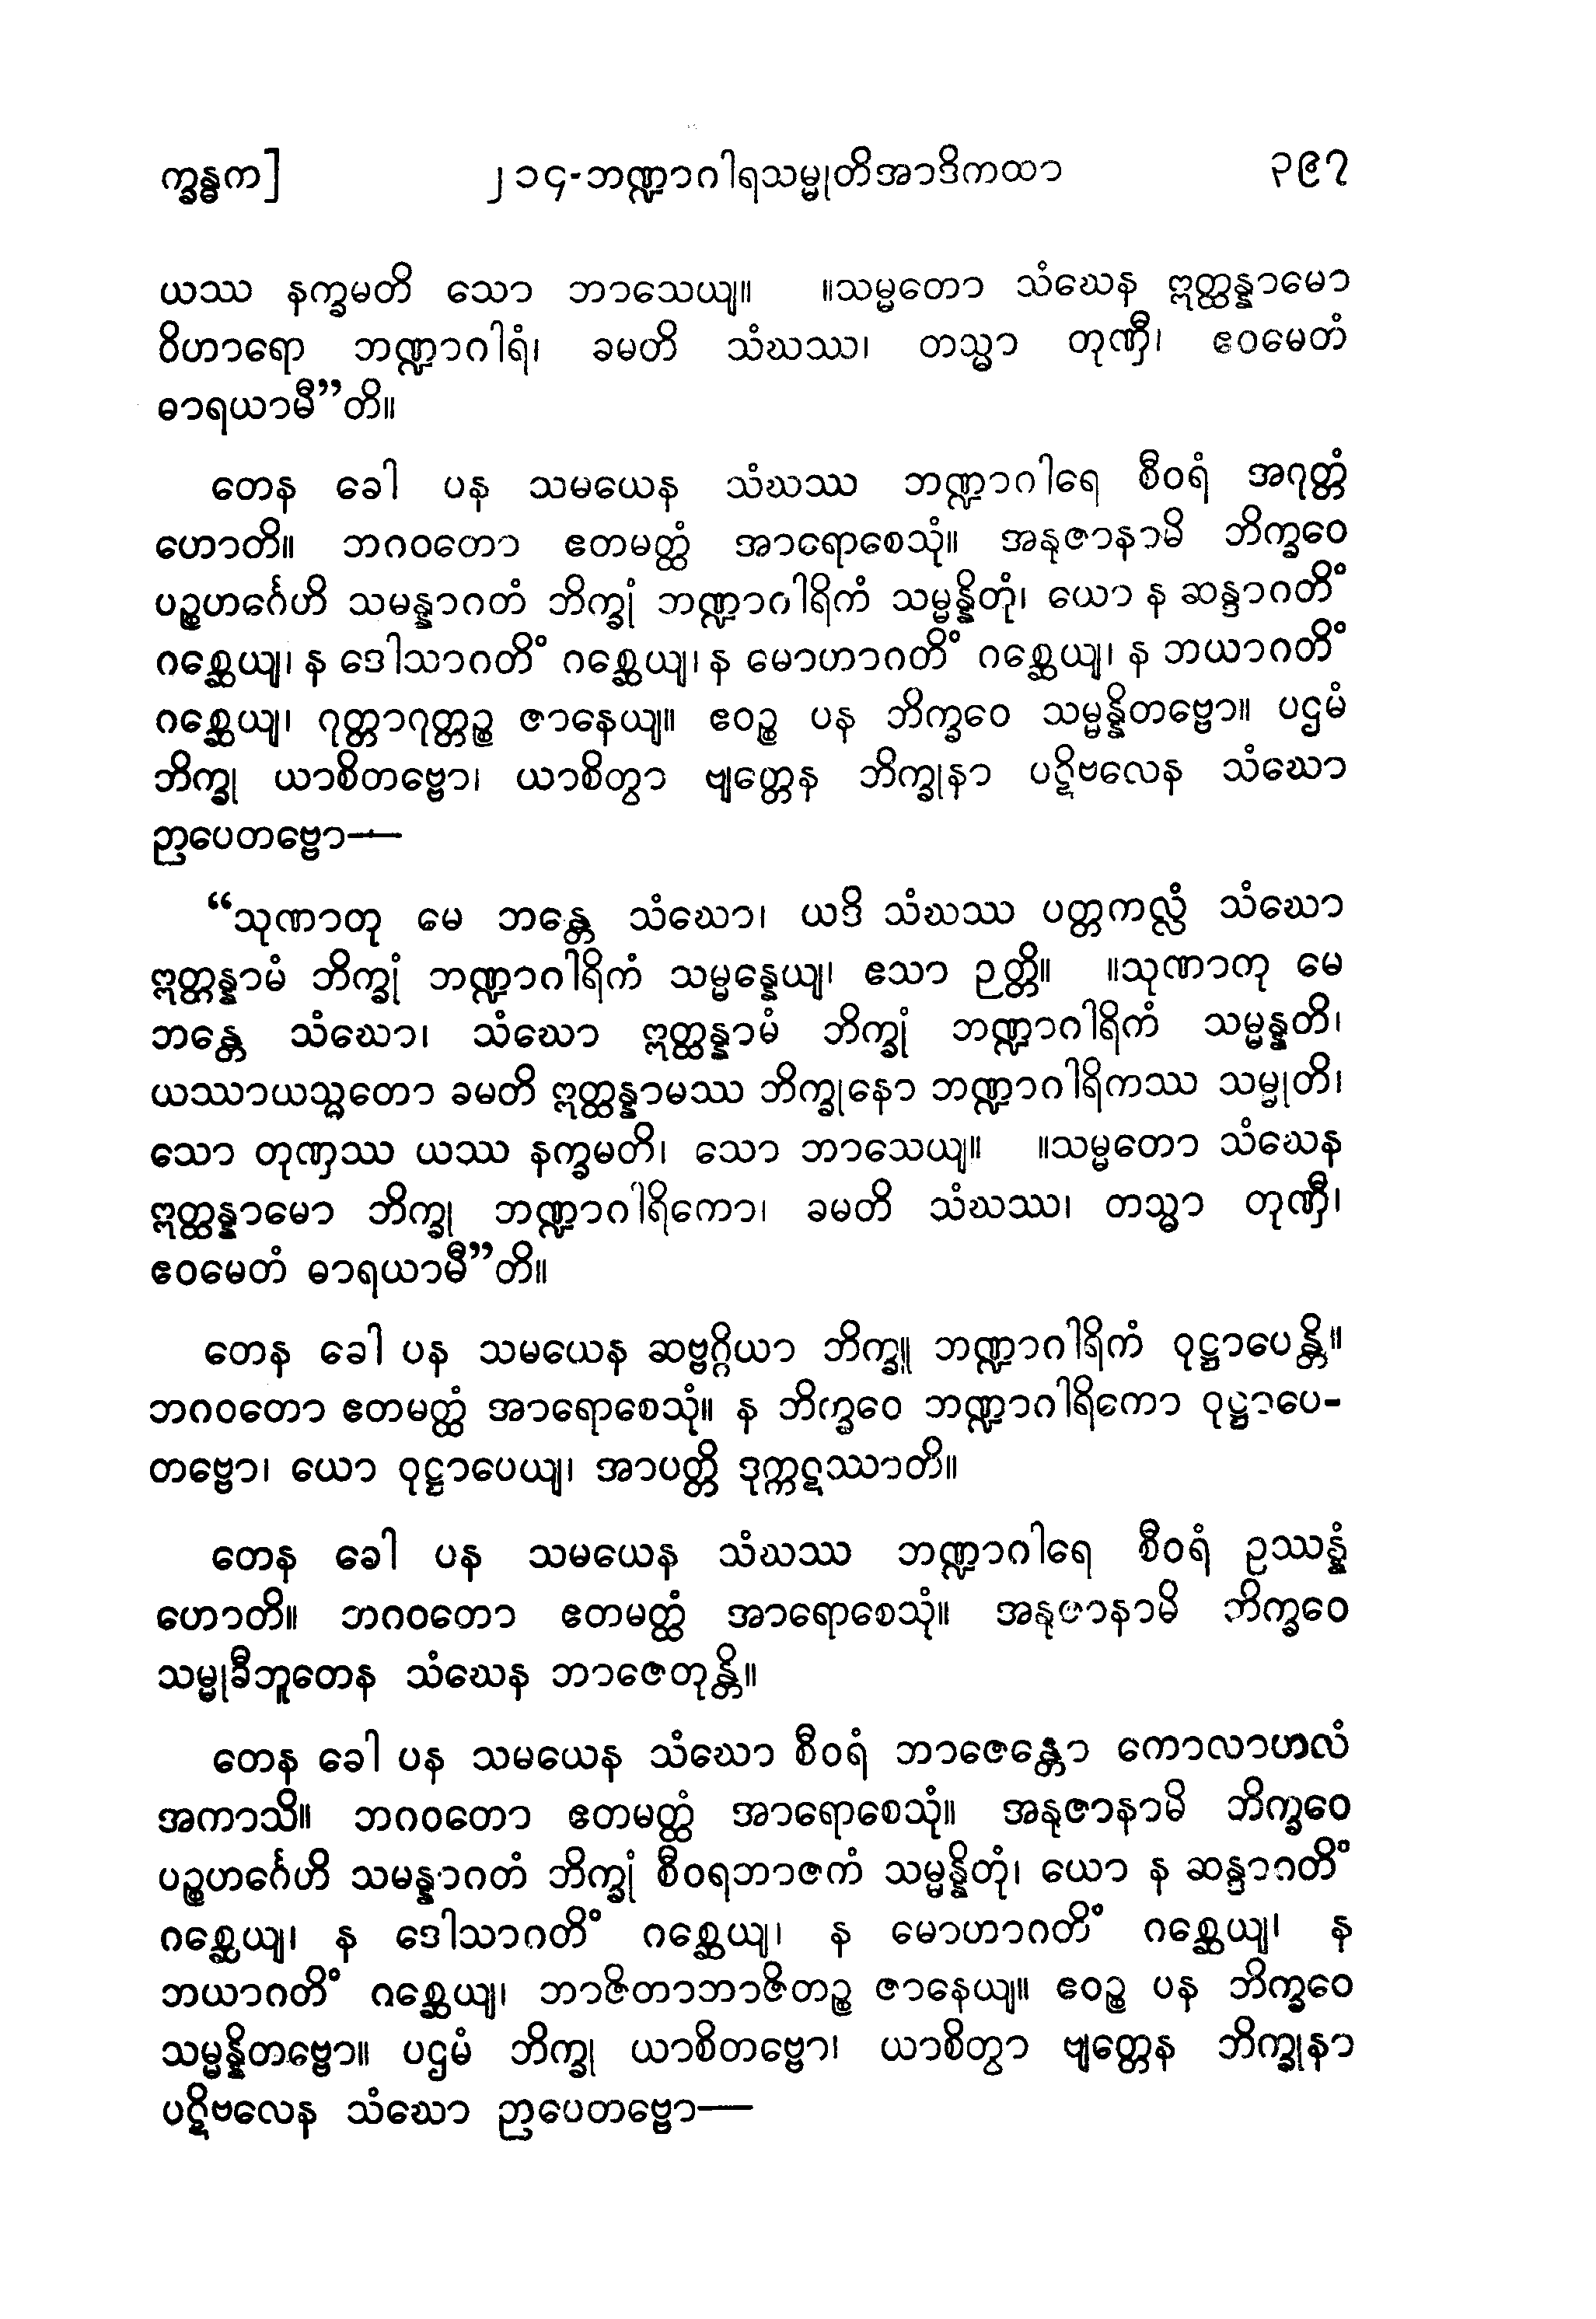 က္ခန္ဓက] ၂၁၄-ဘဏ္ဍာဂါရသမ္မုတိအာဒိကထာ ၃၉၇
ယဿ နက္ခမတိ သော ဘာသေယျ။ ။သမ္မတော သံဃေန ဣတ္ထန္နာမော
ဝိဟာရော ဘဏ္ဍာဂါရံ၊ ခမတိ သံဃဿ၊ တသ္မာ တုဏှီ၊ ဧဝမေတံ
ဓာရယာမီ”တိ။
တေန ခေါ ပန သမယေန သံဃဿ ဘဏ္ဍာဂါရေ စီဝရံ အဂုတ္တံ
ဟောတိ။ ဘဂဝတော ဧတမတ္ထံ အာရောစေသုံ။ အနုဇာနာမိ ဘိက္ခဝေ
ပဉ္စဟင်္ဂေဟိ သမန္နာဂတံ ဘိက္ခုံ ဘဏ္ဍာဂါရိကံ သမ္မန္နိတုံ၊ ယော န ဆန္ဒာဂတိံ
ဂစ္ဆေယျ၊ န ဒေါသာဂတိံ ဂစ္ဆေယျ၊ န မောဟာဂတိံ ဂစ္ဆေယျ၊ န ဘယာဂတိံ
ဂစ္ဆေယျ၊ ဂုတ္တာဂုတ္တဉ္စ ဇာနေယျ။ ဧဝဉ္စ ပန ဘိက္ခဝေ သမ္မန္နိတဗ္ဗော။ ပဌမံ
ဘိက္ခု ယာစိတဗ္ဗော၊ ယာစိတွာ ဗျတ္တေန ဘိက္ခုနာ ပဋိဗလေန သံဃော
ဉာပေတဗ္ဗော—
“သုဏာတု မေ ဘန္တေ သံဃော၊ ယဒိ သံဃဿ ပတ္တကလ္လံ သံဃော
ဣတ္ထန္နာမံ ဘိက္ခုံ ဘဏ္ဍာဂါရိကံ သမ္မန္နေယျ၊ ဧသာ ဉတ္တိ။ ။သုဏာတု မေ
ဘန္တေ သံဃော၊ သံဃော ဣတ္ထန္နာမံ ဘိက္ခုံ ဘဏ္ဍာဂါရိကံ သမ္မန္နတိ၊
ယဿာယသ္မတော ခမတိ ဣတ္ထန္နာမဿ ဘိက္ခုနော ဘဏ္ဍာဂါရိကဿ သမ္မုတိ၊
သော တုဏှဿ ယဿ နက္ခမတိ၊ သော ဘာသေယျ။ ။သမ္မတော သံဃေန
ဣတ္ထန္နာမော ဘိက္ခု ဘဏ္ဍာဂါရိကော၊ ခမတိ သံဃဿ၊ တသ္မာ တုဏှီ၊
ဧဝမေတံ ဓာရယာမီ”တိ။
တေန ခေါ ပန သမယေန ဆဗ္ဗဂ္ဂိယာ ဘိက္ခူ ဘဏ္ဍာဂါရိကံ ဝုဋ္ဌာပေန္တိ။
ဘဂဝတော ဧတမတ္ထံ အာရောစေသုံ။ န ဘိက္ခဝေ ဘဏ္ဍာဂါရိကော ဝုဋ္ဌာပေ-
တဗ္ဗော၊ ယော ဝုဋ္ဌာပေယျ၊ အာပတ္တိ ဒုက္ကဋဿာတိ။
တေန ခေါ ပန သမယေန သံဃဿ ဘဏ္ဍာဂါရေ စီဝရံ ဥဿန္နံ
ဟောတိ။ ဘဂဝတော ဧတမတ္ထံ အာရောစေသုံ။ အနုဇာနာမိ ဘိက္ခဝေ
သမ္မုခီဘူတေန သံဃေန ဘာဇေတုန္တိ။
တေန ခေါ ပန သမယေန သံဃော စီဝရံ ဘာဇေန္တော ကောလာဟလံ
အကာသိ။ ဘဂဝတော ဧတမတ္ထံ အာရောစေသုံ။ အနုဇာနာမိ ဘိက္ခဝေ
ပဉ္စဟင်္ဂေဟိ သမန္နာဂတံ ဘိက္ခုံ စီဝရဘာဇကံ သမ္မန္နိတုံ၊ ယော န ဆန္ဒာဂတိံ
ဂစ္ဆေယျ၊ န ဒေါသာဂတိံ ဂစ္ဆေယျ၊ န မောဟာဂတိံ ဂစ္ဆေယျ၊ န
ဘယာဂတိံ ဂစ္ဆေယျ၊ ဘာဇိတာဘာဇိတဉ္စ ဇာနေယျ။ ဧဝဉ္စ ပန ဘိက္ခဝေ
သမ္မန္နိတဗ္ဗော။ ပဌမံ ဘိက္ခု ယာစိတဗ္ဗော၊ ယာစိတွာ ဗျတ္တေန ဘိက္ခုနာ
ပဋိဗလေန သံဃော ဉာပေတဗ္ဗော—